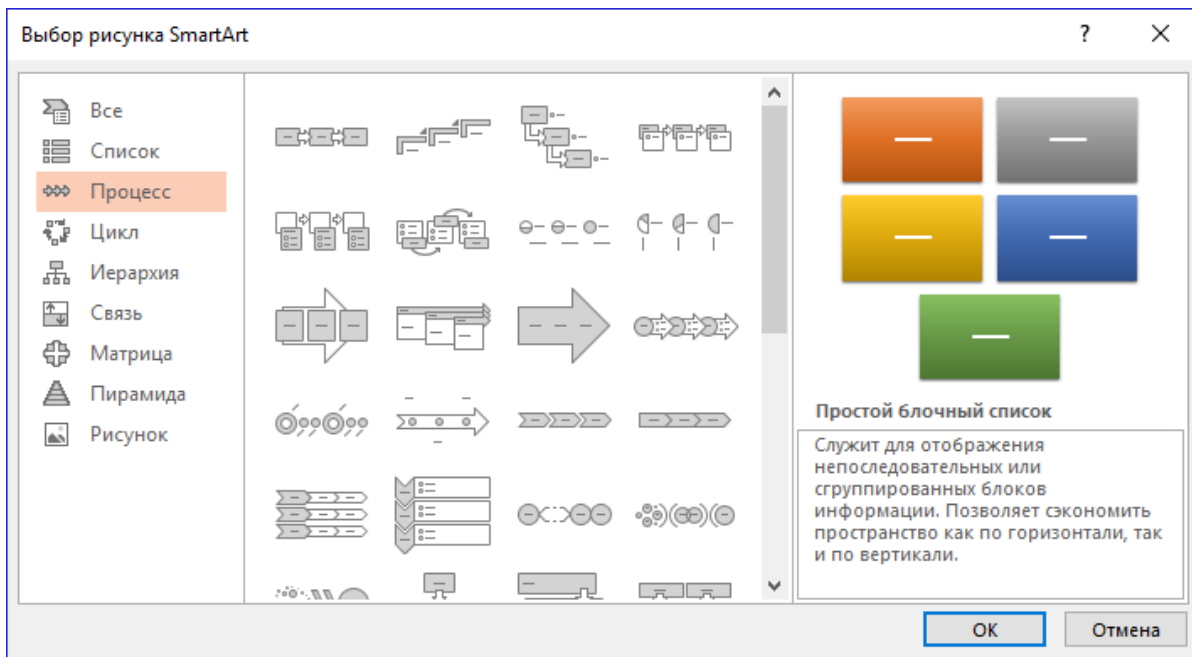 Выбор рисунка SmartArt
?
Все
Список
Процесс
Цикл
Иерархия
Связь
Матрица
Пирамида
Рисунок
Простой блочный список
Служит для отображения
непоследовательных или
сгруппированных блоков
информации. Позволяет сэкономить
пространство как по горизонтали, так
и по вертикали.
ОК
Отмена